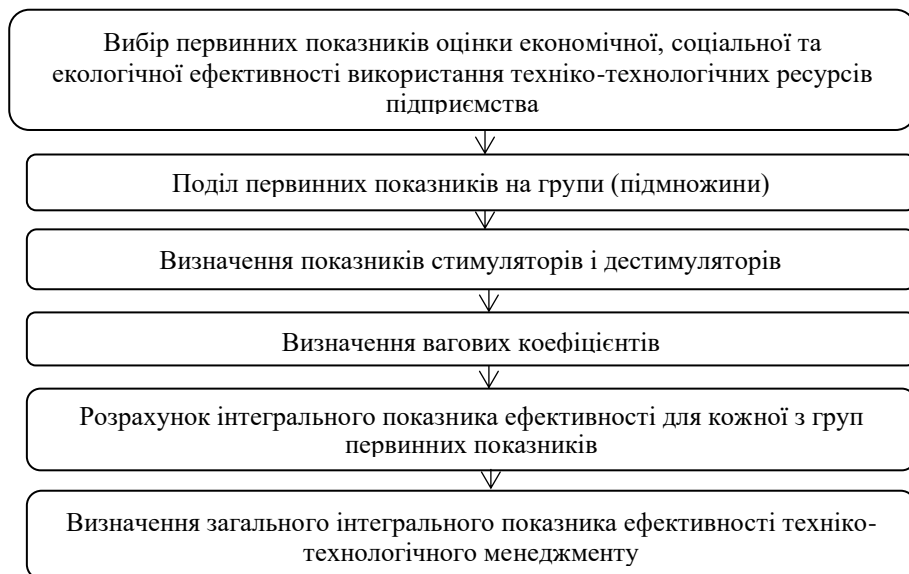 Вибір первинних показників оцінки економічної, соціальної та
екологічної ефективності використання техніко-технологічних ресурсів
підприємства
Поділ первинних показників на групи (підмножини)
Визначення показників стимуляторів і дестимуляторів
Визначення вагових коефіцієнтів
Розрахунок інтегрального показника ефективності для кожної з груп
первинних показників
Визначення загального інтегрального показника ефективності техніко-
технологічного менеджменту